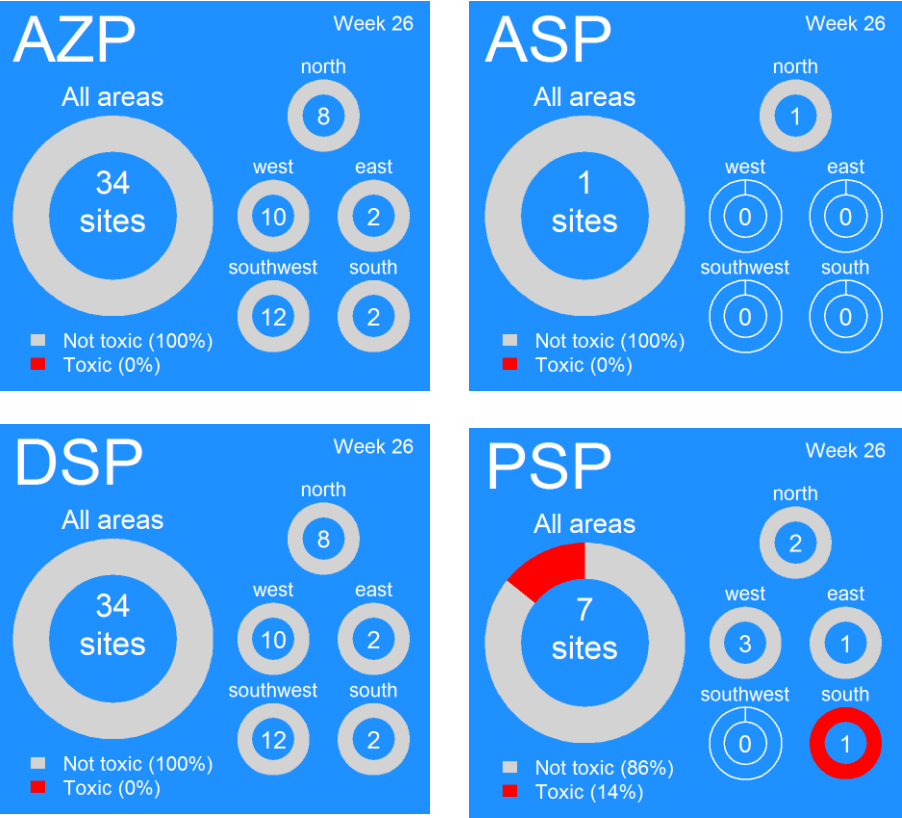 AZP
Week 26
north
All areas
8
west
east
34
sites
10
2
southwest
south
12
2
Not toxic (100%)
Toxic (0%)
ASP
Week 26
north
All areas
1
west
east
1
sites
0
0
southwest
south
0
0
Not toxic (100%)
Toxic (0%)
DSP
Week 26
north
All areas
8
west
east
34
sites
10
2
southwest
south
12
2
Not toxic (100%)
Toxic (0%)
PSP
Week 26
north
All areas
2
west
east
7
sites
3
1
southwest
south
0
1
Not toxic (86%)
Toxic (14%)